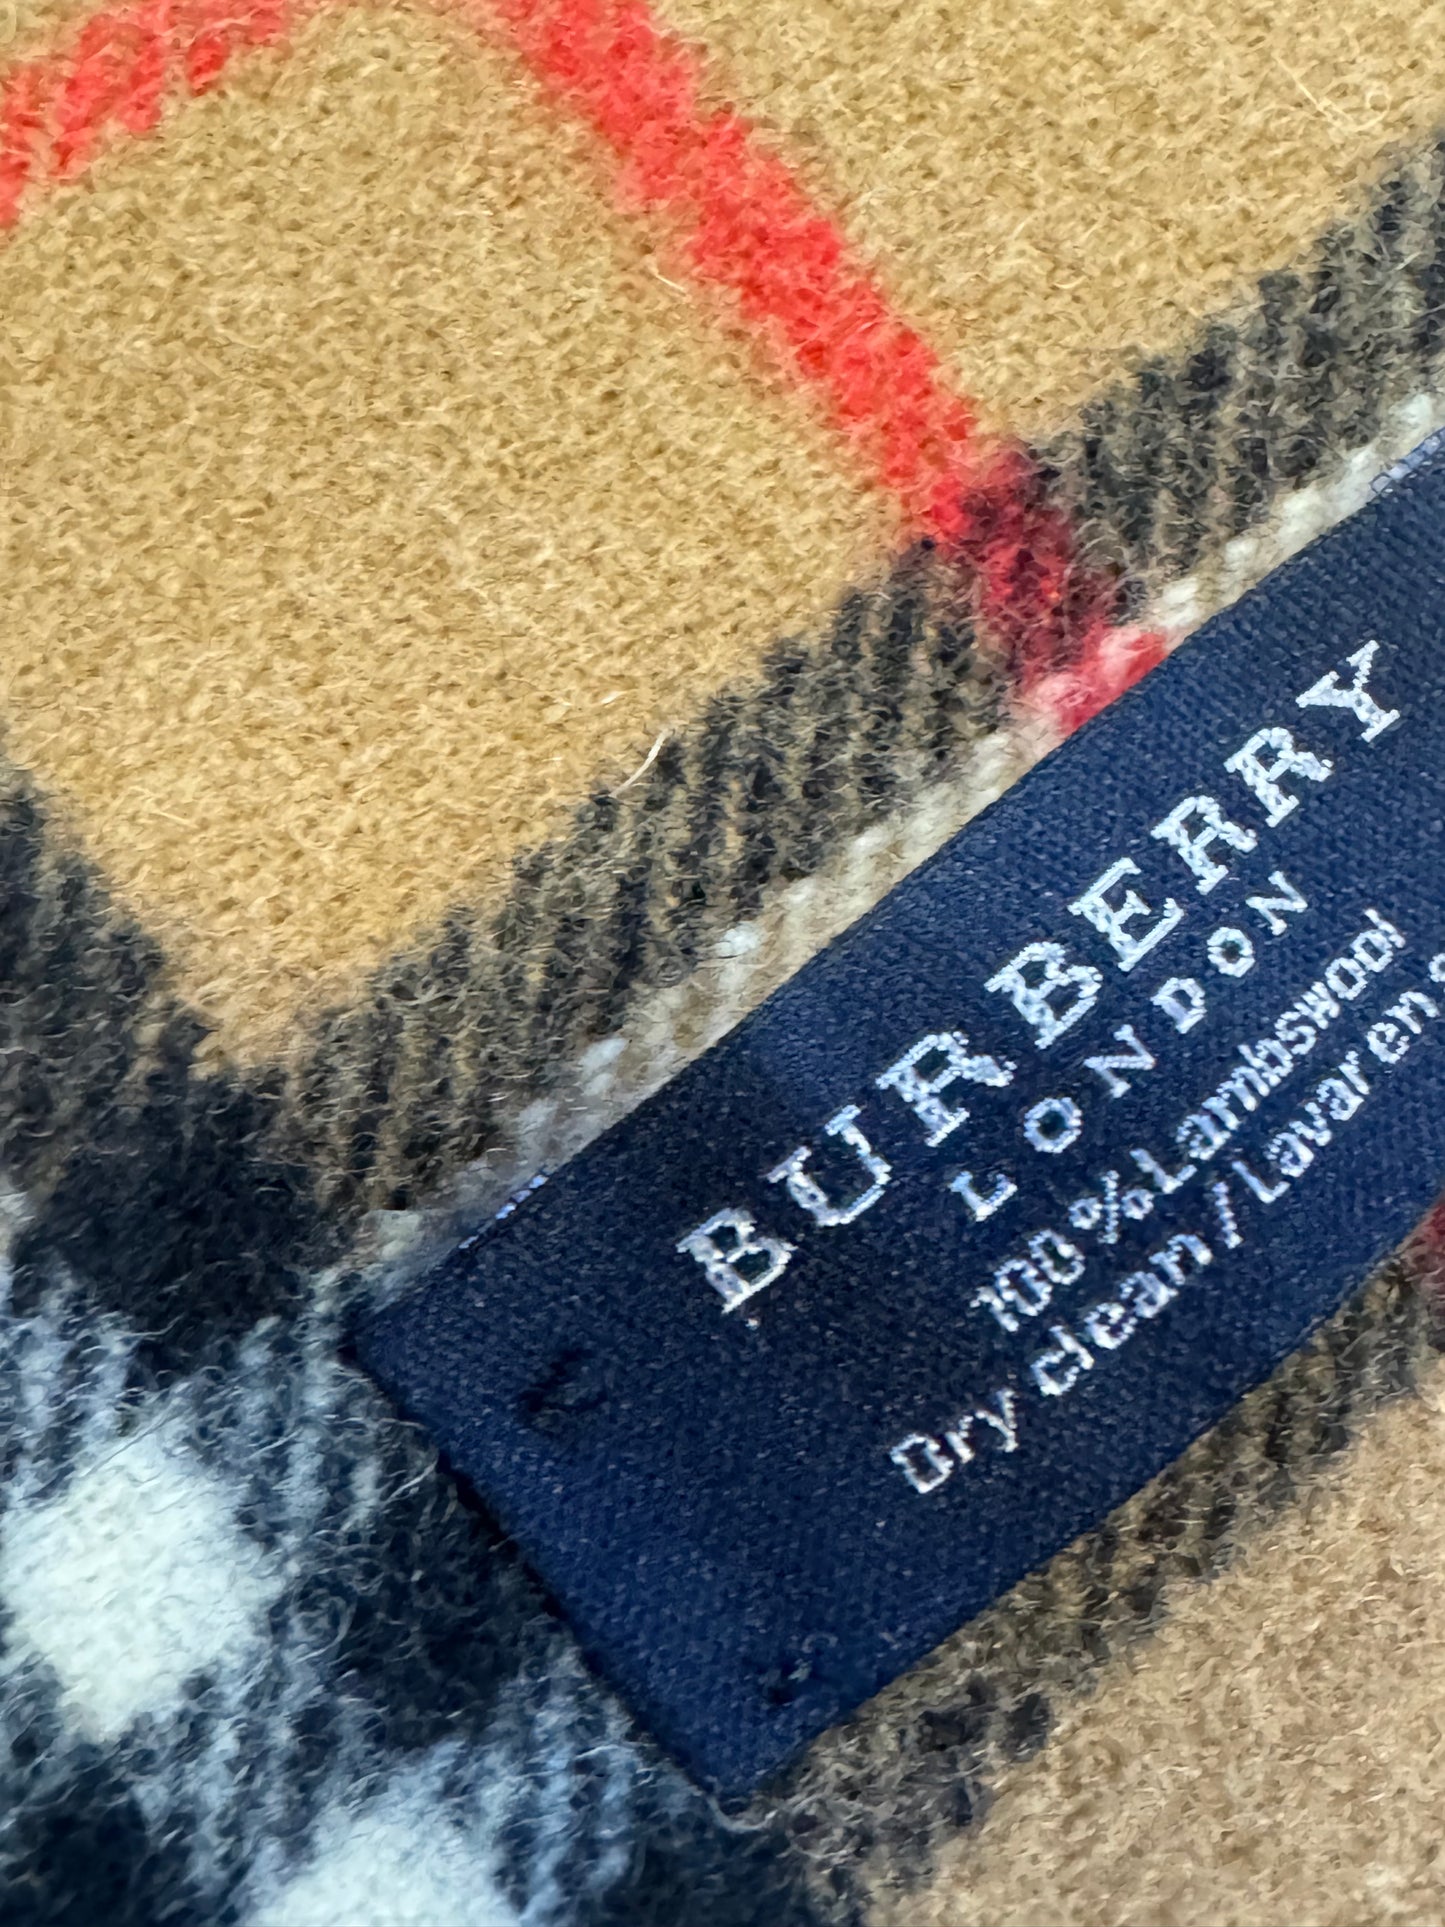 BURBERRY
LONDON
100% Lambswool
Dry clean / Lavar en